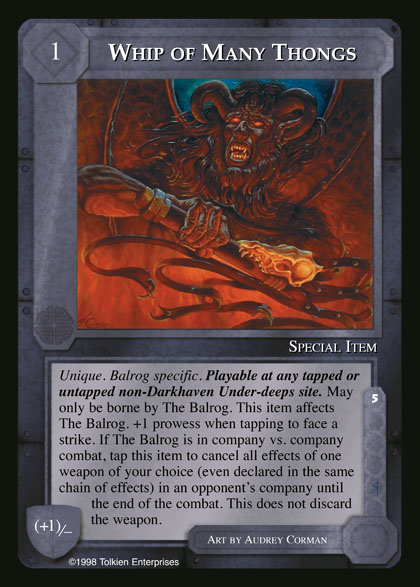 1
WHIP OF MANY THONGS
SPECIAL ITEM
Unique. Balrog specific. Playable at any tapped or
untapped non-Darkhaven Under-deeps site. May
only be borne by The Balrog. This item affects
The Balrog. +1 prowess when tapping to face a
strike. If The Balrog is in company vs. company
combat, tap this item to cancel all effects of one
weapon of your choice (even declared in the same
chain of effects) in an opponent's company until
the end of the combat. This does not discard
the weapon.
5
(+1)/–
ART BY AUDREY CORMAN
©1998 Tolkien Enterprises